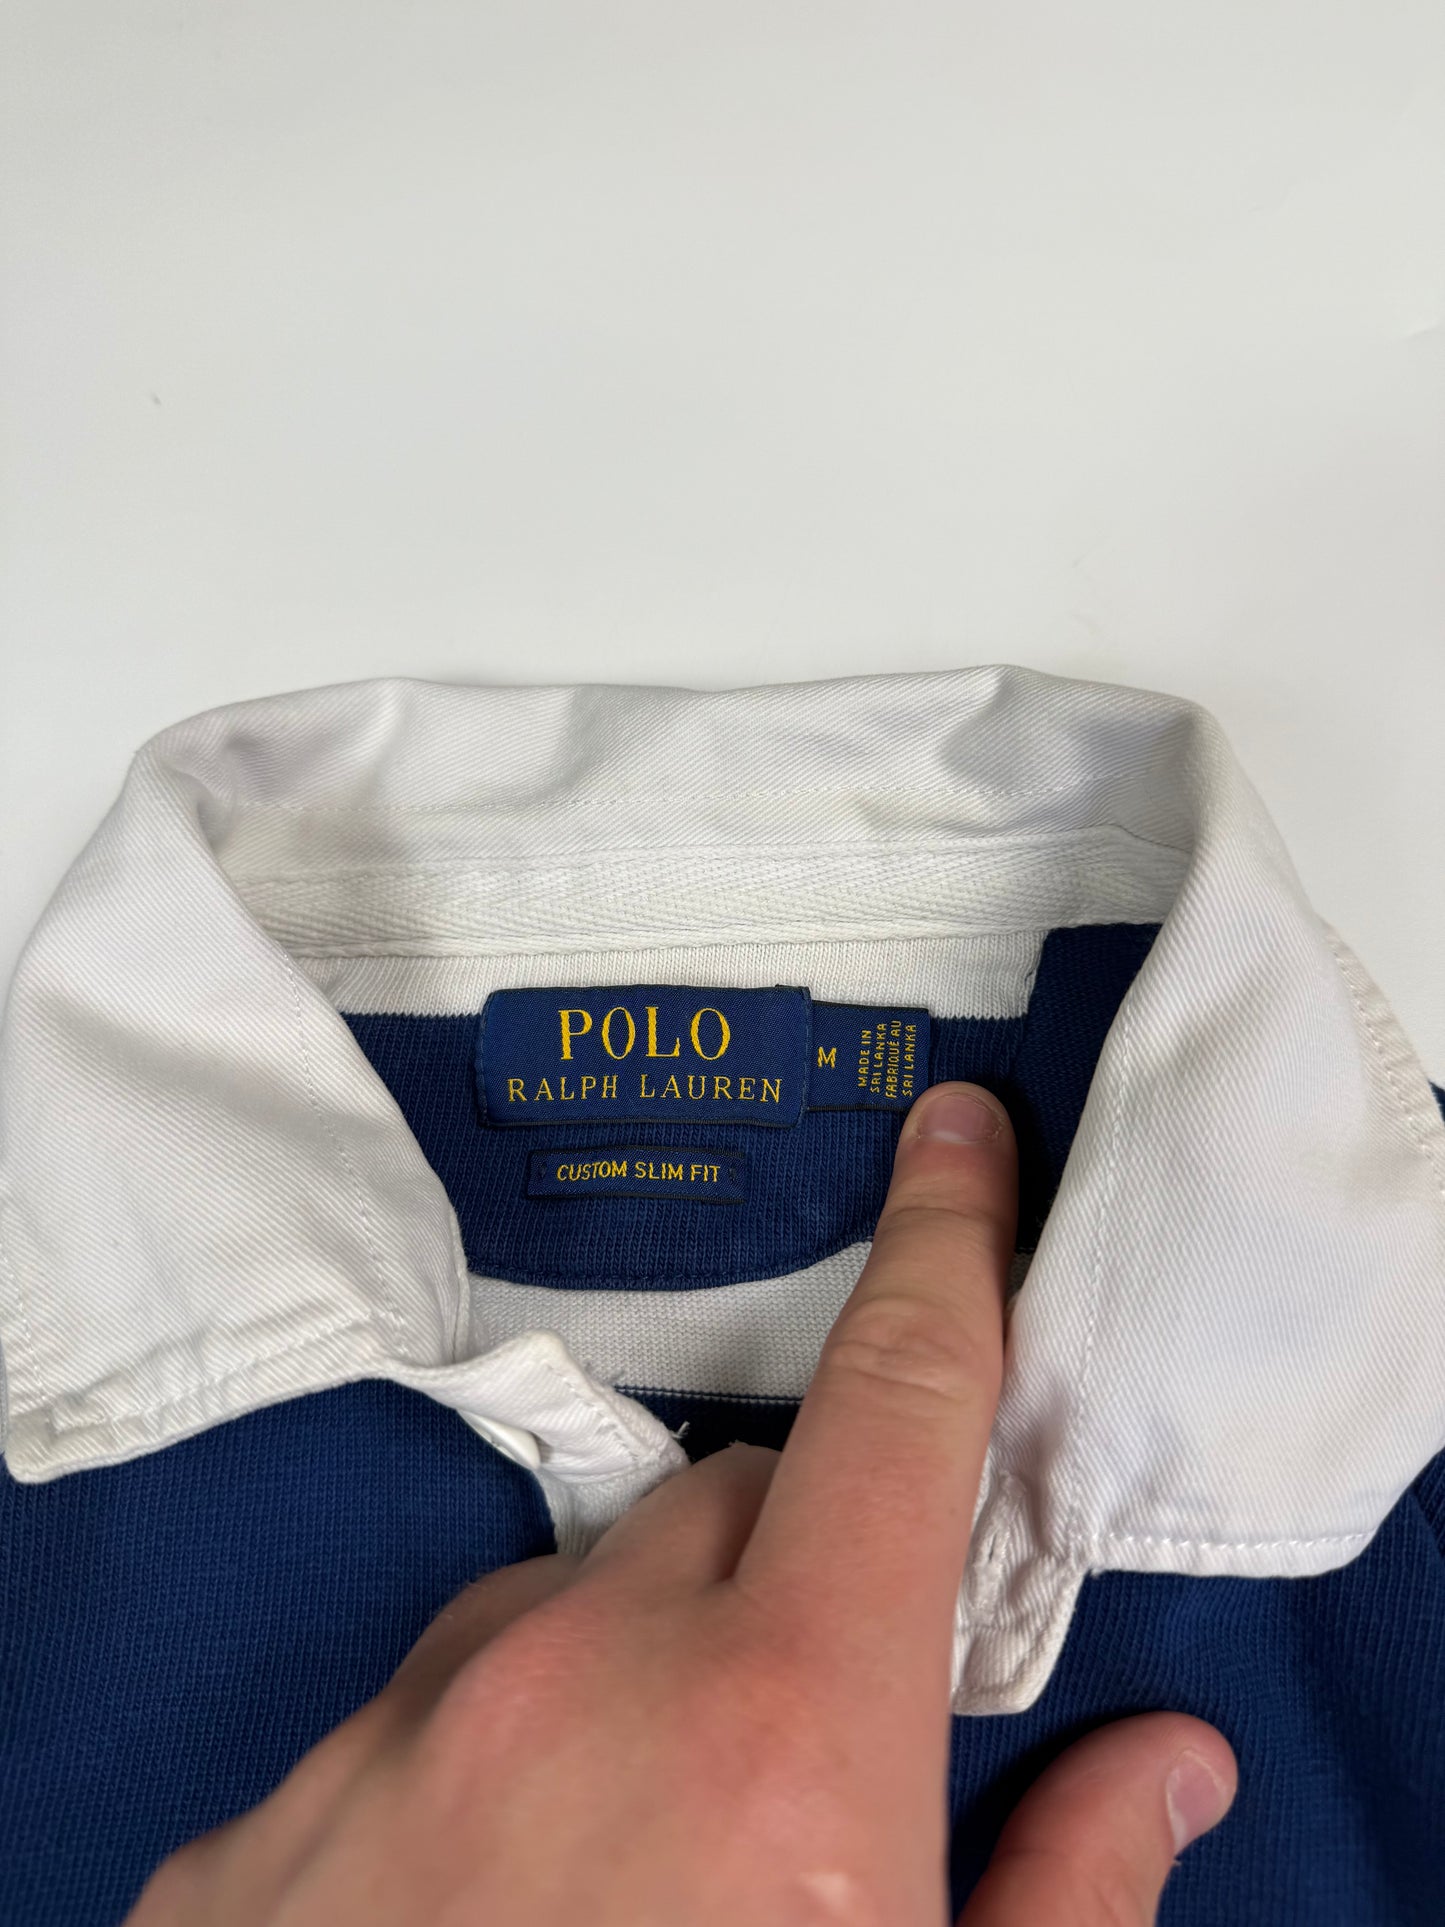 POLO
RALPH LAUREN
M
MADE IN
SRI LANKA
FABRIQUÉ AU
SRI LANKA
CUSTOM SLIM FIT